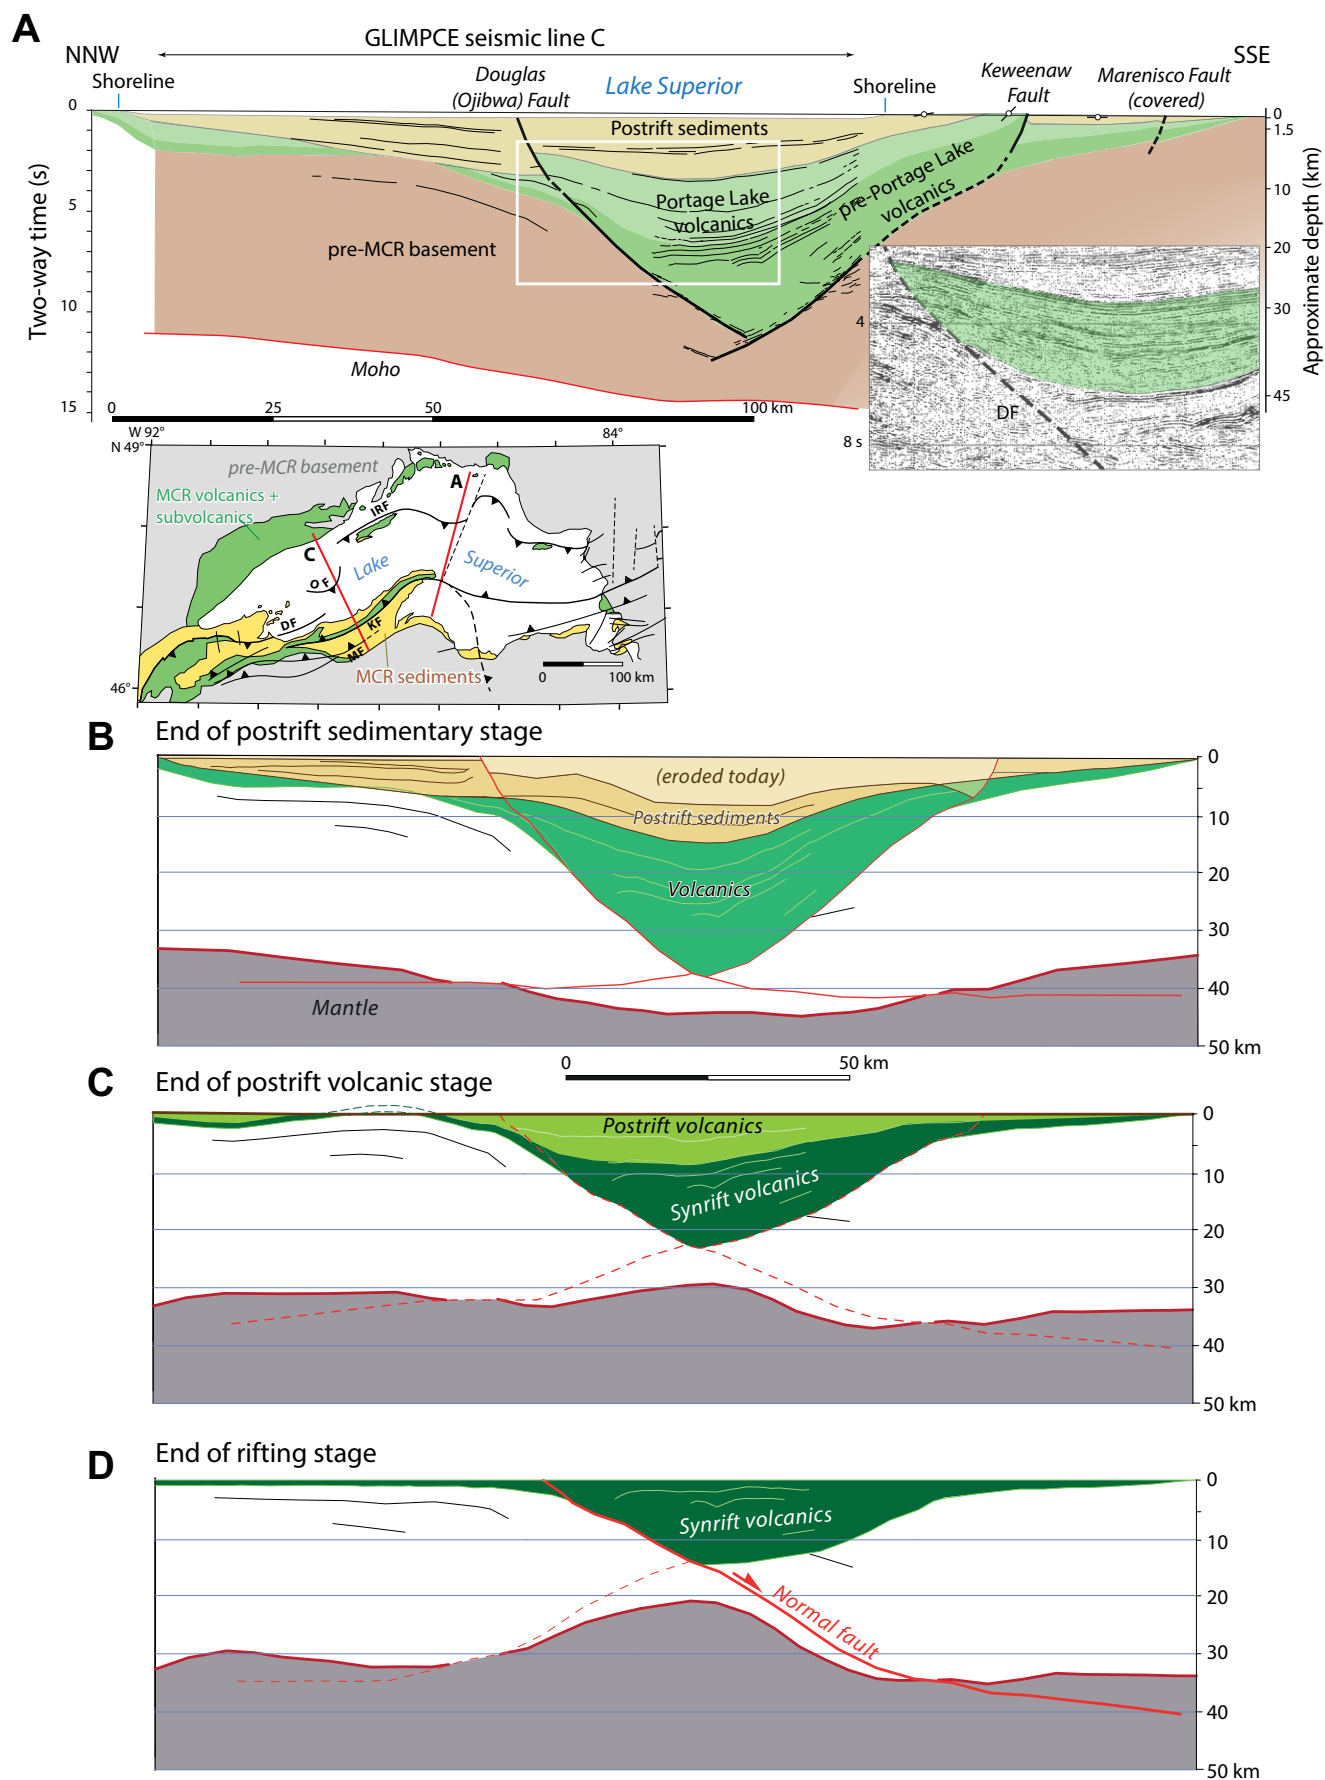 A
GLIMPCE seismic line C
NNW
SSE
Shoreline
Douglas
(Ojibwa) Fault
Lake Superior
Shoreline
Keweenaw
Fault
Marenisco Fault
(covered)
0
5
10
15
Two-way time (s)
0
1.5
10
20
30
45
Approximate depth (km)
Postrift sediments
Portage Lake
volcanics
pre-Portage Lake
volcanics
pre-MCR basement
Moho
4
8 s
DF
0
25
50
100 km
W 92°
84°
N 49°
46°
pre-MCR basement
MCR volcanics +
subvolcanics
A
IRF
C
Lake
Superior
OF
DF
KF
MF
MCR sediments
0
100 km
B
End of postrift sedimentary stage
(eroded today)
Postrift sediments
Volcanics
Mantle
0
10
20
30
40
50 km
0
50 km
C
End of postrift volcanic stage
Postrift volcanics
Synrift volcanics
0
10
20
30
40
50 km
D
End of rifting stage
Synrift volcanics
Normal fault
0
10
20
30
40
50 km